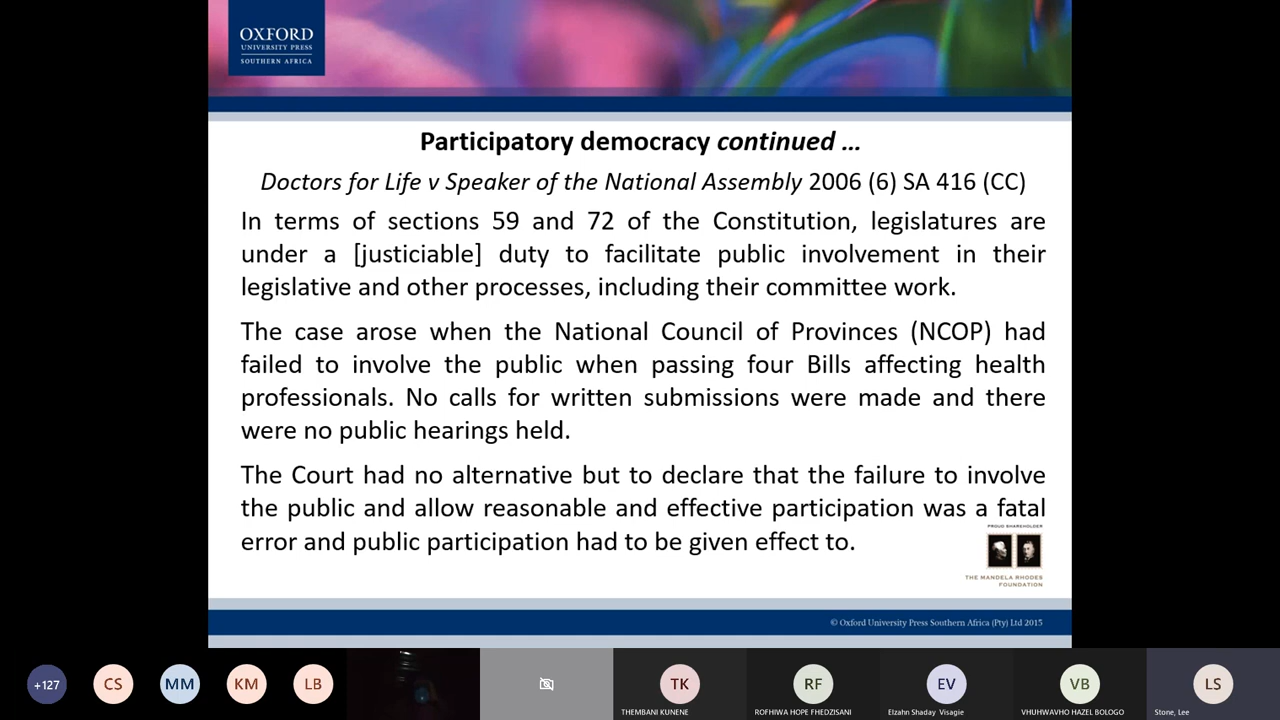 OXFORD
UNIVERSITY PRESS
SOUTHERN AFRICA
Participatory democracy continued ...
Doctors for Life v Speaker of the National Assembly 2006 (6) SA 416 (CC)
In terms of sections 59 and 72 of the Constitution, legislatures are
under a [justiciable] duty to facilitate public involvement in their
legislative and other processes, including their committee work.
The case arose when the National Council of Provinces (NCOP) had
failed to involve the public when passing four Bills affecting health
professionals. No calls for written submissions were made and there
were no public hearings held.
The Court had no alternative but to declare that the failure to involve
the public and allow reasonable and effective participation was a fatal
error and public participation had to be given effect to.
PROUD SHAREHOLDER
THE MANDELA RHODES
FOUNDATION
© Oxford University Press Southern Africa (Pty) Ltd 2015
+127 CS MM KM LB TK RF EV VB LS
THEMBANI KUNENE ROFHIWA HOPE FHEDZISANI Elzahn Shaday Visagie VHUHWAVHO HAZEL BOLOGO Stone, Lee